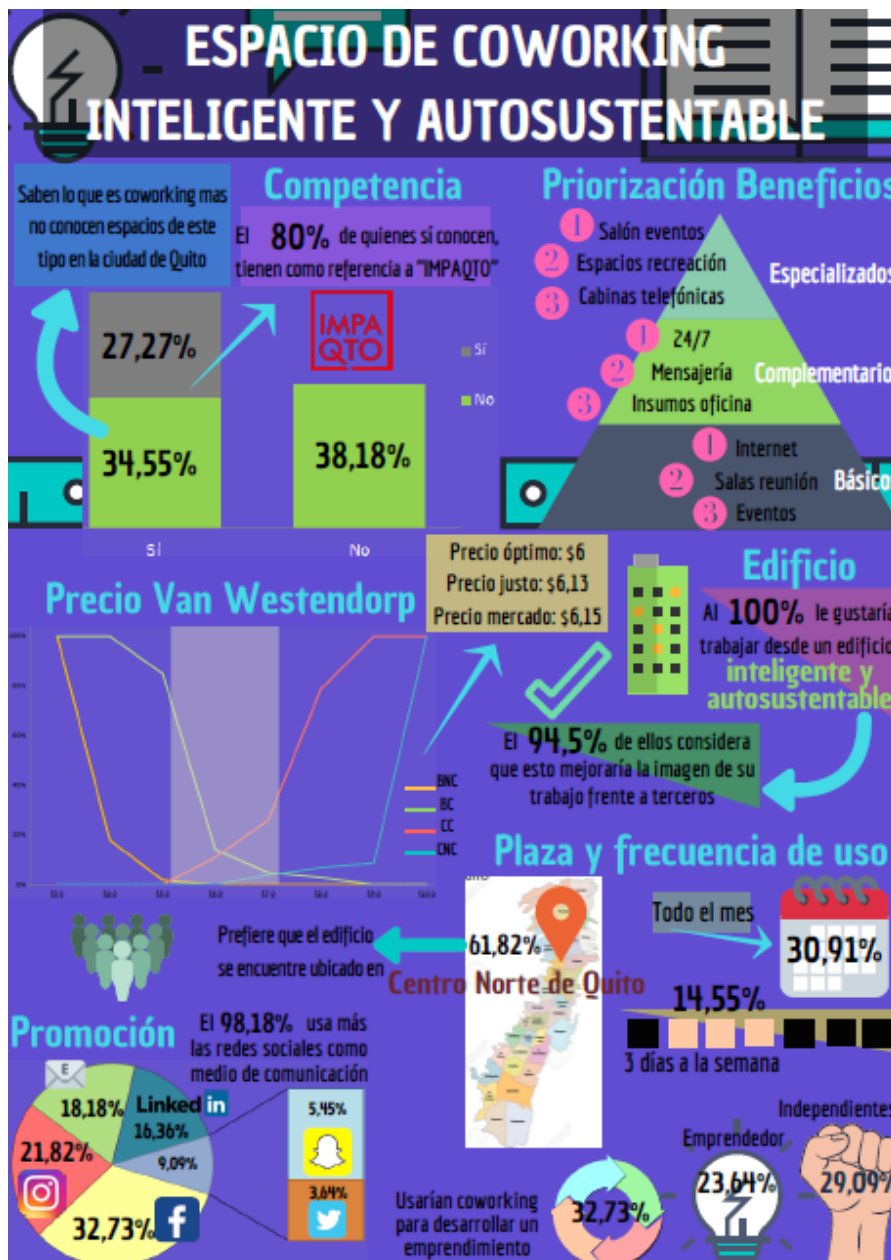 ESPACIO DE COWORKING
INTELIGENTE Y AUTOSUSTENTABLE
Saben lo que es coworking mas
no conocen espacios de este
tipo en la ciudad de Quito
Competencia
El 80% de quienes sí conocen,
tienen como referencia a "IMPAQTO"
IMPA
QTO
27,27%
34,55%
38,18%
Sí
No
Sí
No
Priorización Beneficios
1 Salón eventos
2 Espacios recreación
3 Cabinas telefónicas
Especializados
1 24/7
2 Mensajería
3 Insumos oficina
Complementario
1 Internet
2 Salas reunión
3 Eventos
Básico
Precio Van Westendorp
Precio óptimo: $6
Precio justo: $6,13
Precio mercado: $6,15
100%
80%
60%
40%
20%
0%
BNC
BC
CC
CNC
Edificio
Al 100% le gustaría
trabajar desde un edificio
inteligente y
autosustentable
El 94,5% de ellos considera
que esto mejoraría la imagen de su
trabajo frente a terceros
Plaza y frecuencia de uso
Prefiere que el edificio
se encuentre ubicado en
61,82%
Centro Norte de Quito
Todo el mes
30,91%
14,55%
3 días a la semana
Promoción
El 98,18% usa más
las redes sociales como
medio de comunicación
E
18,18%
Linked in
16,36%
9,09%
21,82%
32,73%
f
5,45%
3,64%
Usarían coworking
para desarrollar un
emprendimiento
32,73%
Emprendedor
23,64%
Independientes
29,09%